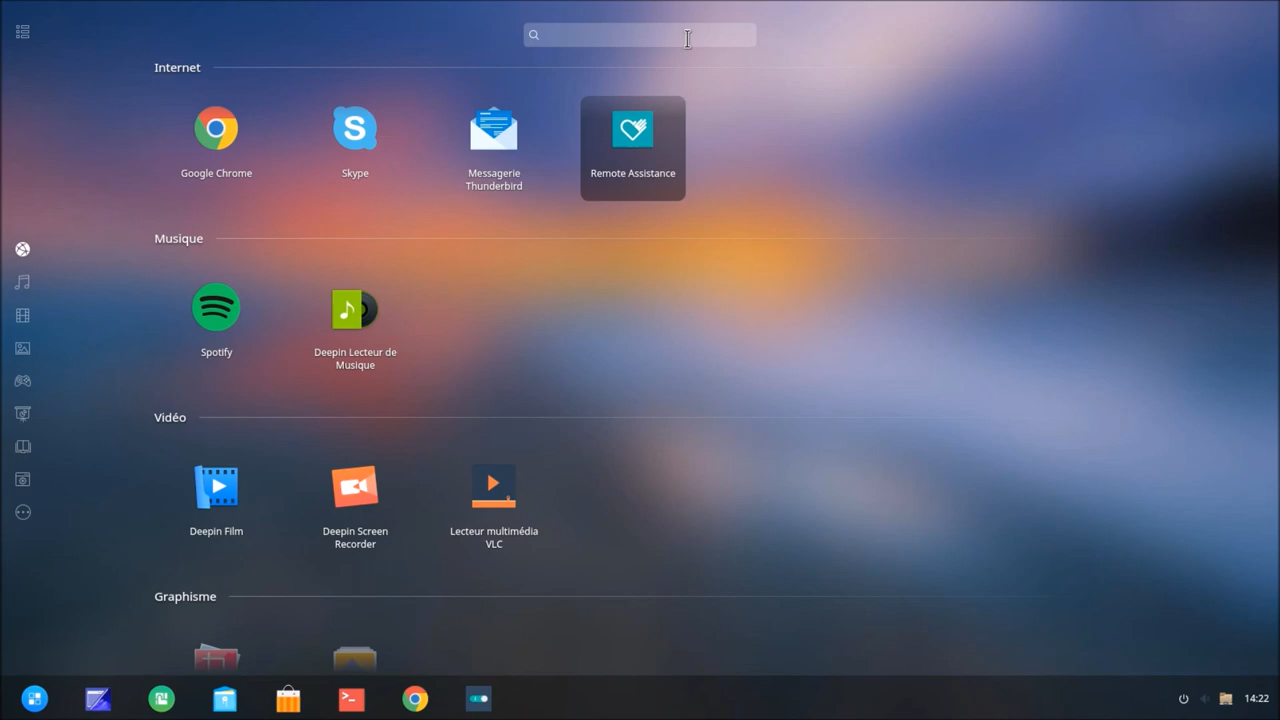 Internet
Google Chrome
Skype
Messagerie
Thunderbird
Remote Assistance
Musique
Spotify
Deepin Lecteur de
Musique
Vidéo
Deepin Film
Deepin Screen
Recorder
Lecteur multimédia
VLC
Graphisme
14:22